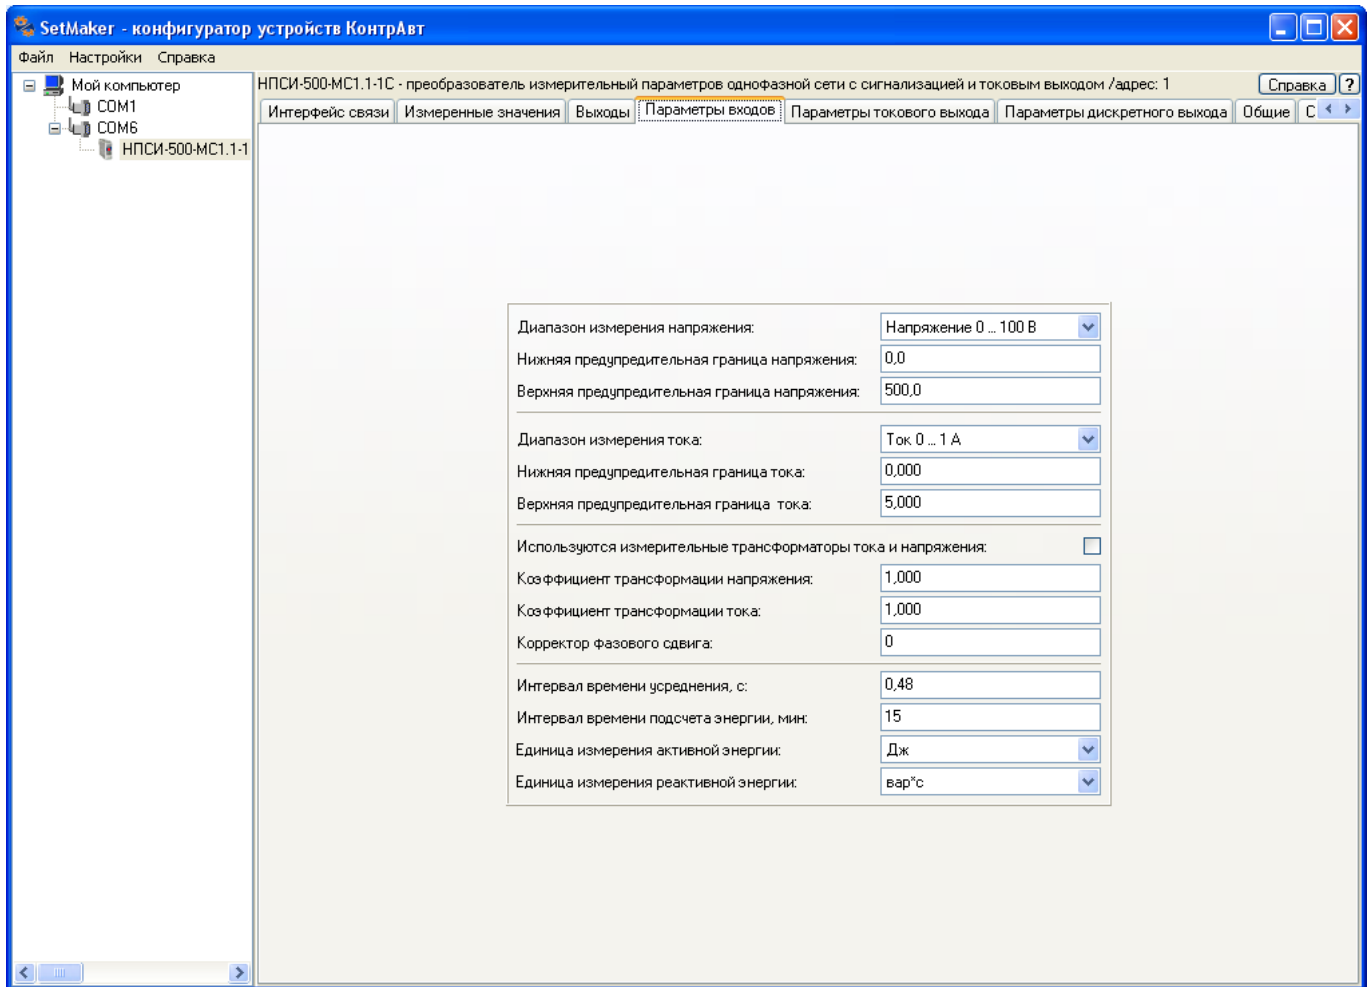 SetMaker - конфигуратор устройств КонтрАвт
Файл Настройки Справка
Мой компьютер
COM1
COM6
НПСИ-500-МС1.1-1
НПСИ-500-МС1.1-1С - преобразователь измерительный параметров однофазной сети с сигнализацией и токовым выходом /адрес: 1
Справка ?
Интерфейс связи Измеренные значения Выходы Параметры входов Параметры токового выхода Параметры дискретного выхода Общие С
Диапазон измерения напряжения: Напряжение 0 ... 100 В
Нижняя предупредительная граница напряжения: 0,0
Верхняя предупредительная граница напряжения: 500,0
Диапазон измерения тока: Ток 0 ... 1 А
Нижняя предупредительная граница тока: 0,000
Верхняя предупредительная граница тока: 5,000
Используются измерительные трансформаторы тока и напряжения:
Коэффициент трансформации напряжения: 1,000
Коэффициент трансформации тока: 1,000
Корректор фазового сдвига: 0
Интервал времени усреднения, с: 0,48
Интервал времени подсчета энергии, мин: 15
Единица измерения активной энергии: Дж
Единица измерения реактивной энергии: вар*с